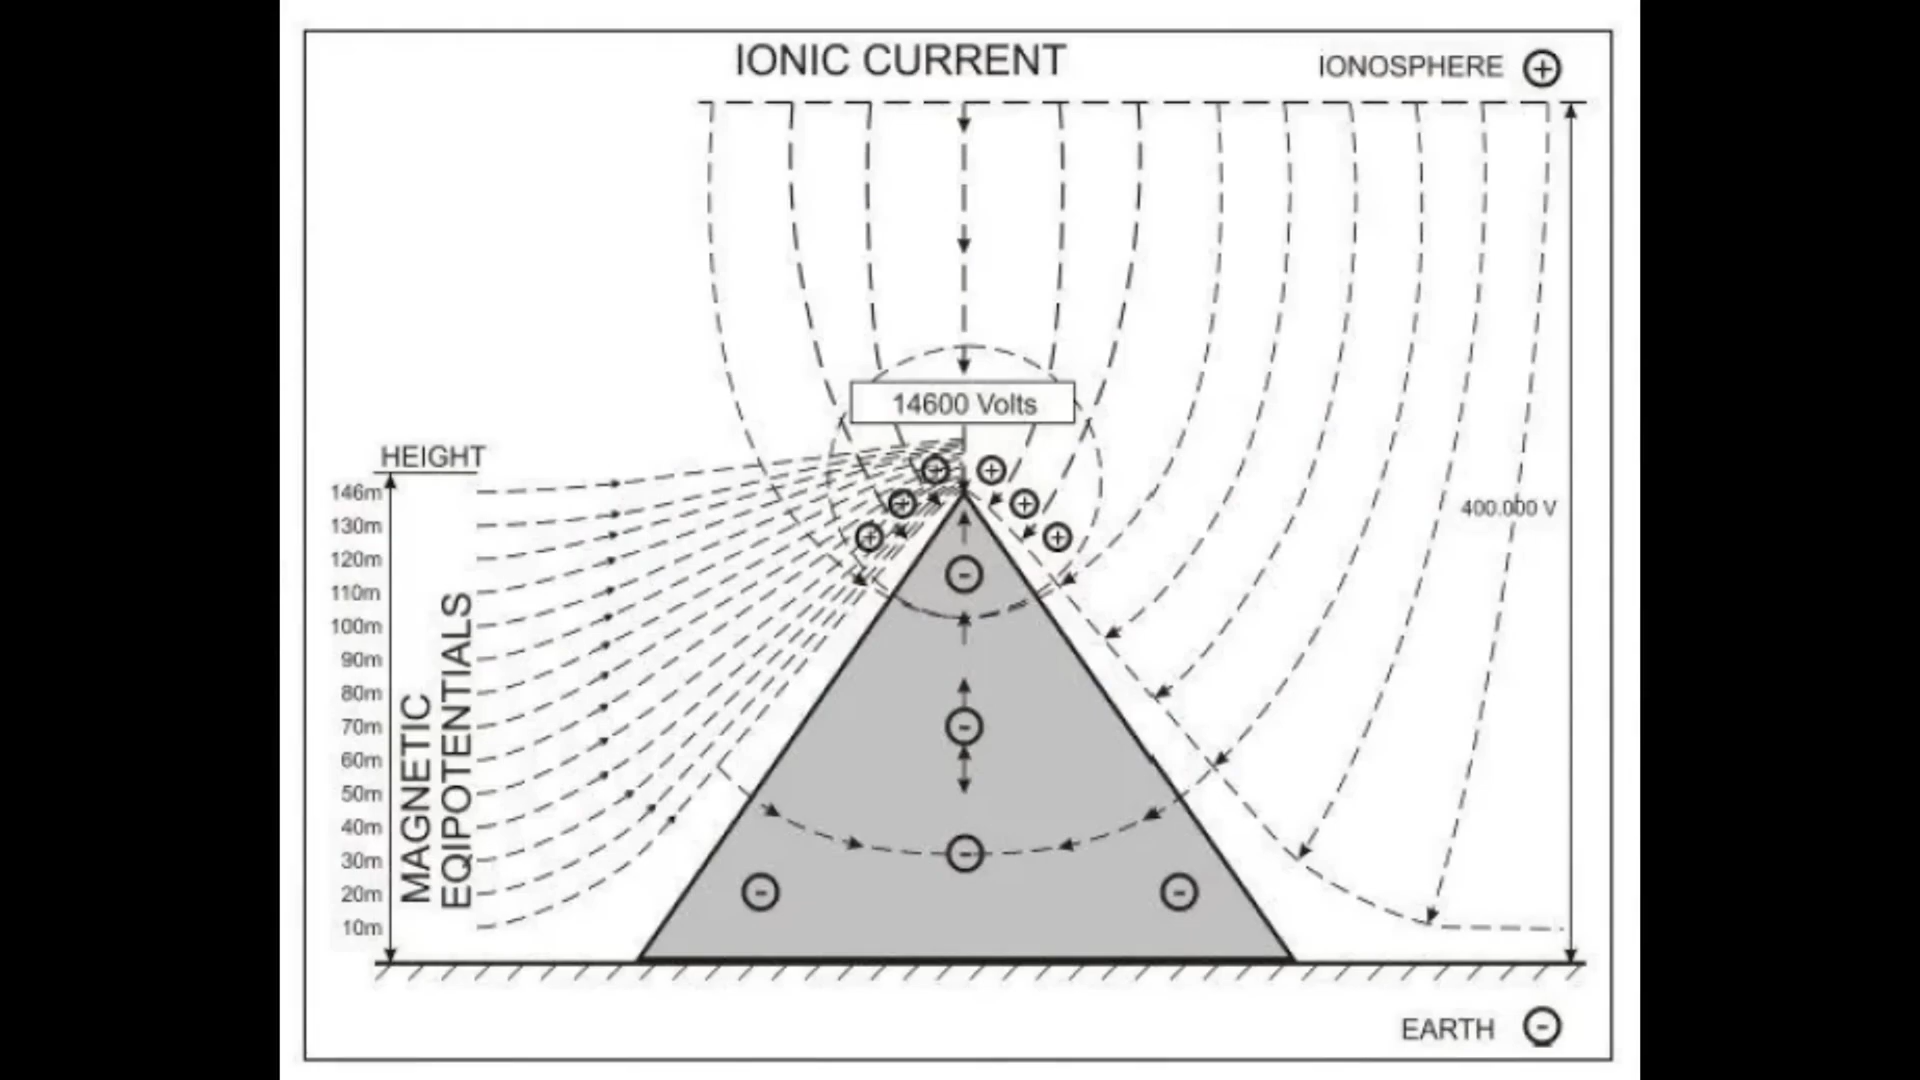 IONIC CURRENT
IONOSPHERE +
14600 Volts
HEIGHT
146m
130m
120m
110m
100m
90m
80m
70m
60m
50m
40m
30m
20m
10m
MAGNETIC
EQIPOTENTIALS
400.000 V
EARTH -